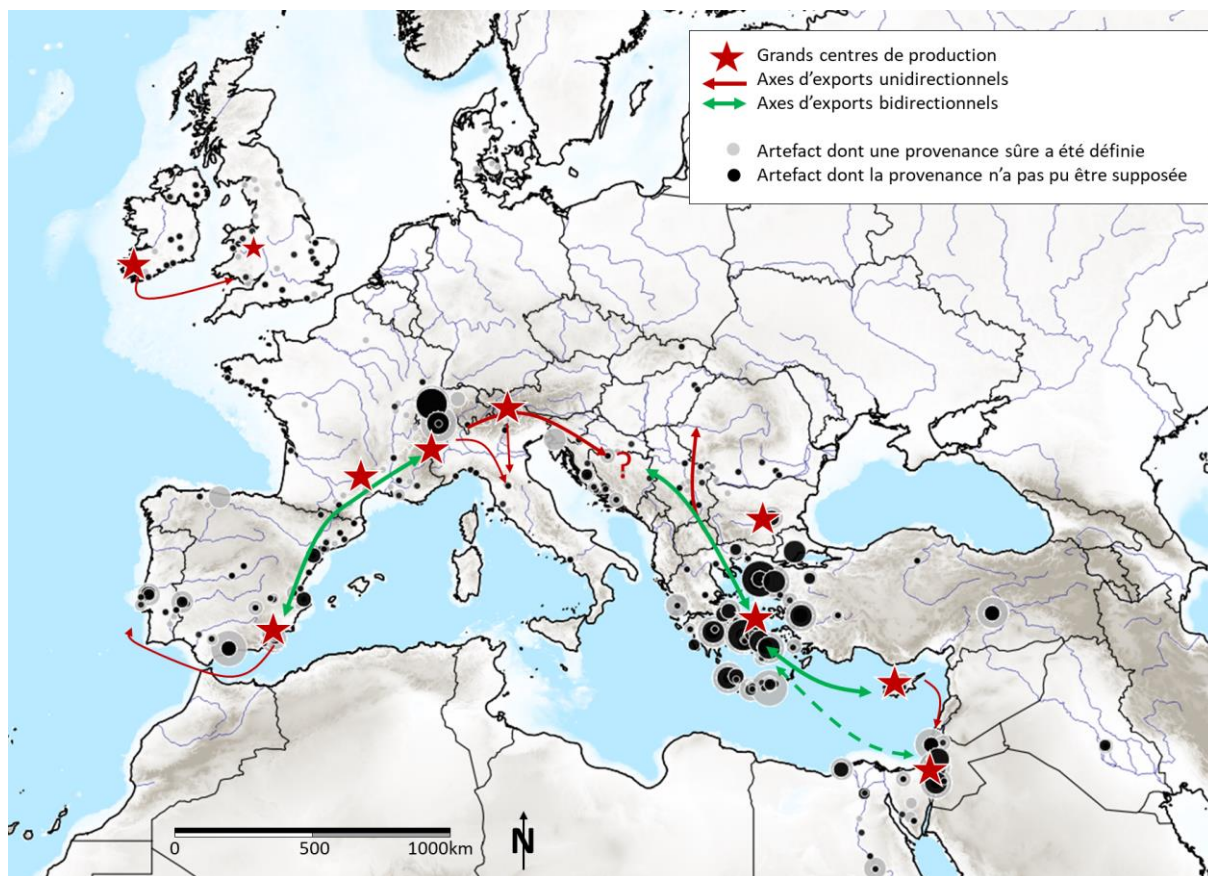 Grands centres de production
Axes d'exports unidirectionnels
Axes d'exports bidirectionnels
Artefact dont une provenance sûre a été définie
Artefact dont la provenance n'a pas pu être supposée
?
0 500 1000km
N